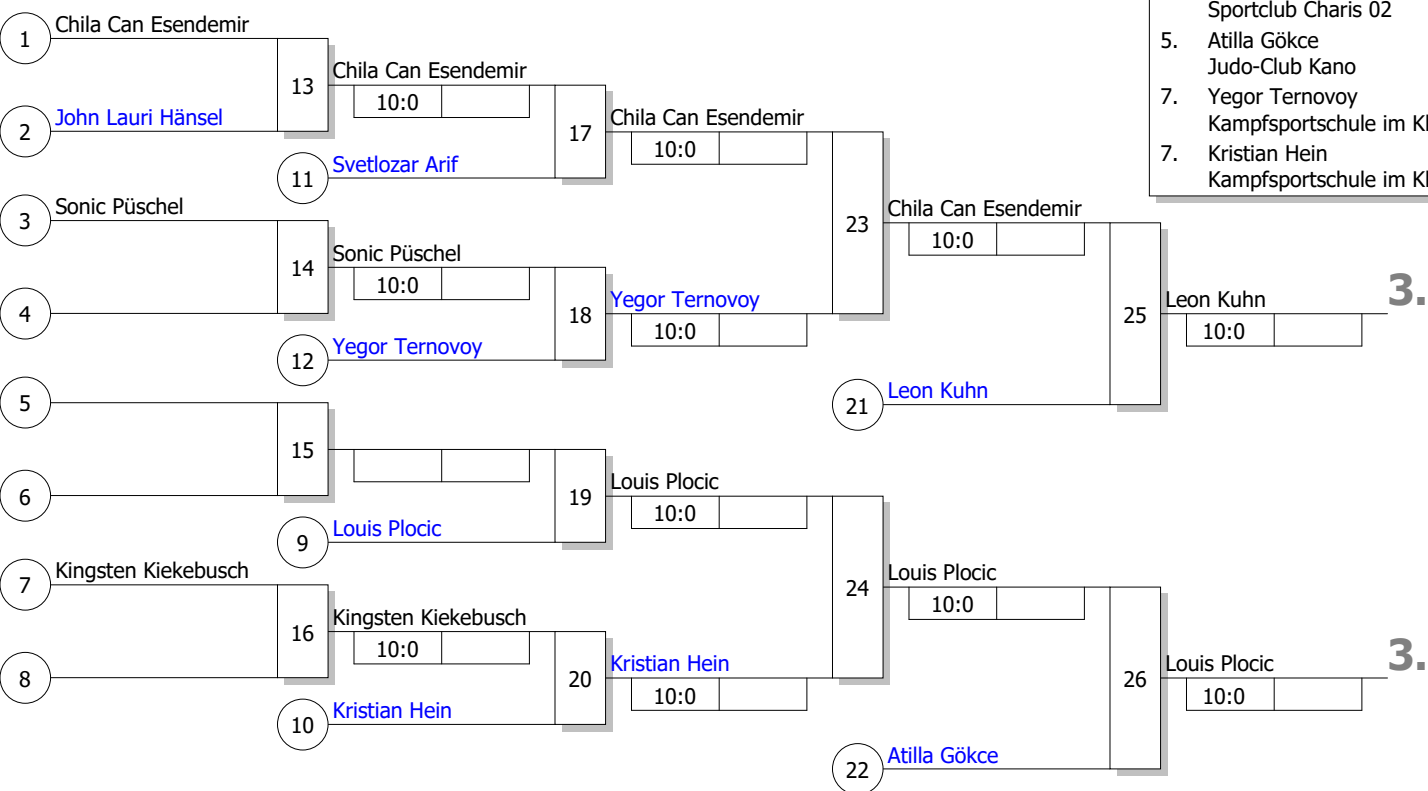 Sportclub Charis 02
5. Atilla Gökce
Judo-Club Kano
7. Yegor Ternovoy
Kampfsportschule im
7. Kristian Hein
Kampfsportschule im
1 Chila Can Esendemir
13
Chila Can Esendemir
10:0
2 John Lauri Hänsel
17
Chila Can Esendemir
10:0
11 Svetlozar Arif
3 Sonic Püschel
23
Chila Can Esendemir
10:0
14
Sonic Püschel
10:0
4
18
Yegor Ternovoy
10:0
12 Yegor Ternovoy
25
Leon Kuhn
10:0
3.
5
21 Leon Kuhn
15
6
19
Louis Plocic
10:0
9 Louis Plocic
7 Kingsten Kiekebusch
24
Louis Plocic
10:0
16
Kingsten Kiekebusch
10:0
8
20
Kristian Hein
10:0
10 Kristian Hein
26
Louis Plocic
10:0
3.
22 Atilla Gökce